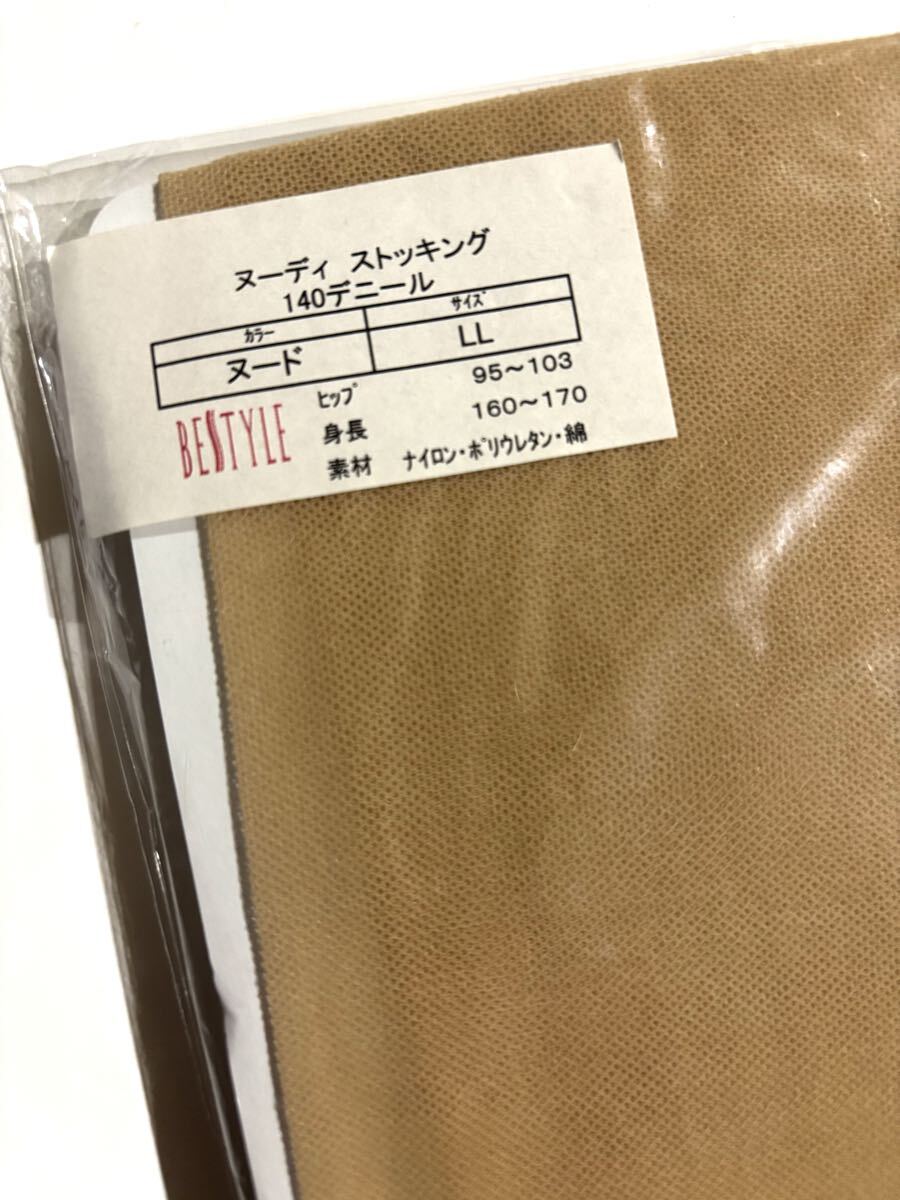 ヌーディ ストッキング
140デニール
カラー サイズ
ヌード LL
ヒップ 95～103
BESTYLE
身長 160～170
素材 ナイロン・ポリウレタン・綿